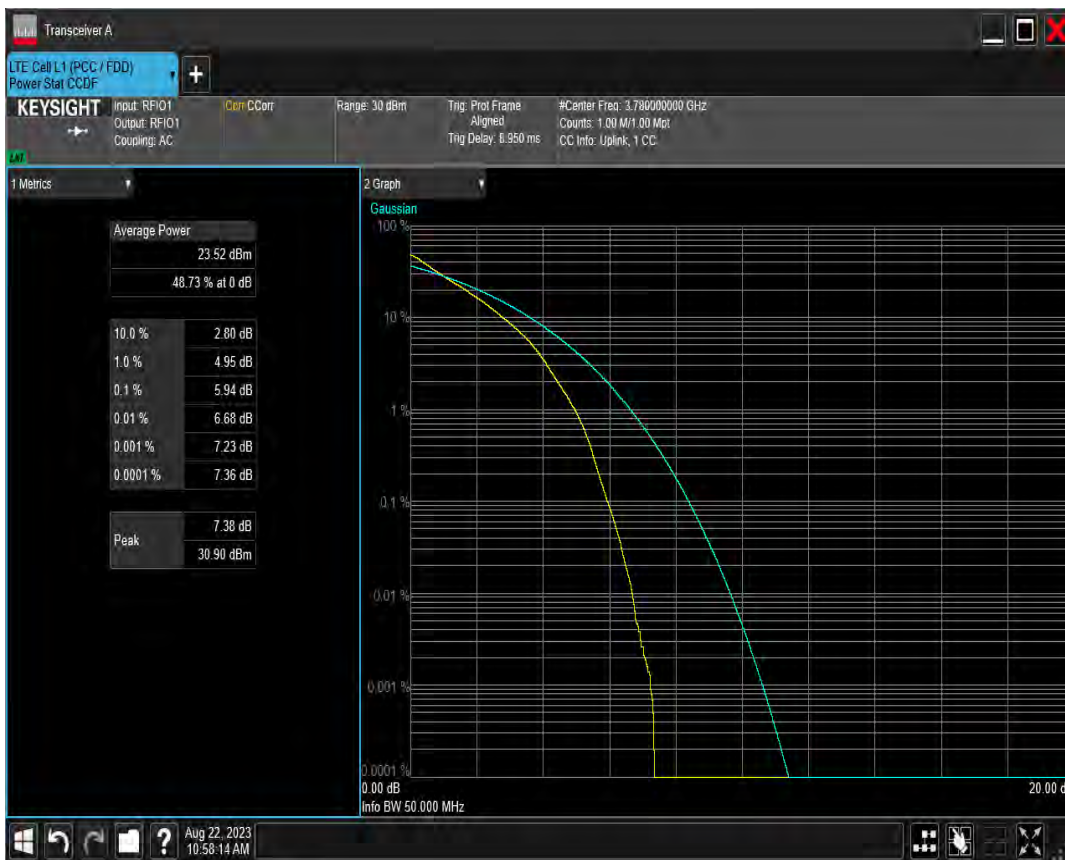 Transceiver A
LTE Cell L1 (PCC / FDD)
Power Stat CCDF
+
KEYSIGHT
Input: RFIO1
Output: RFIO1
Coupling: AC
Corr CCorr
Range: 30 dBm
Trig: Prot Frame
Aligned
Trig Delay: 8.950 ms
#Center Freq: 3.780000000 GHz
Counts: 1.00 M/1.00 Mpt
CC Info: Uplink, 1 CC
1 Metrics
Average Power
23.52 dBm
48.73 % at 0 dB
10.0 % 2.80 dB
1.0 % 4.95 dB
0.1 % 5.94 dB
0.01 % 6.68 dB
0.001 % 7.23 dB
0.0001 % 7.36 dB
Peak
7.38 dB
30.90 dBm
2 Graph
Gaussian
100 %
10 %
1 %
0.1 %
0.01 %
0.001 %
0.0001 %
0.00 dB
20.00 d
Info BW 50.000 MHz
?
Aug 22, 2023
10:58:14 AM